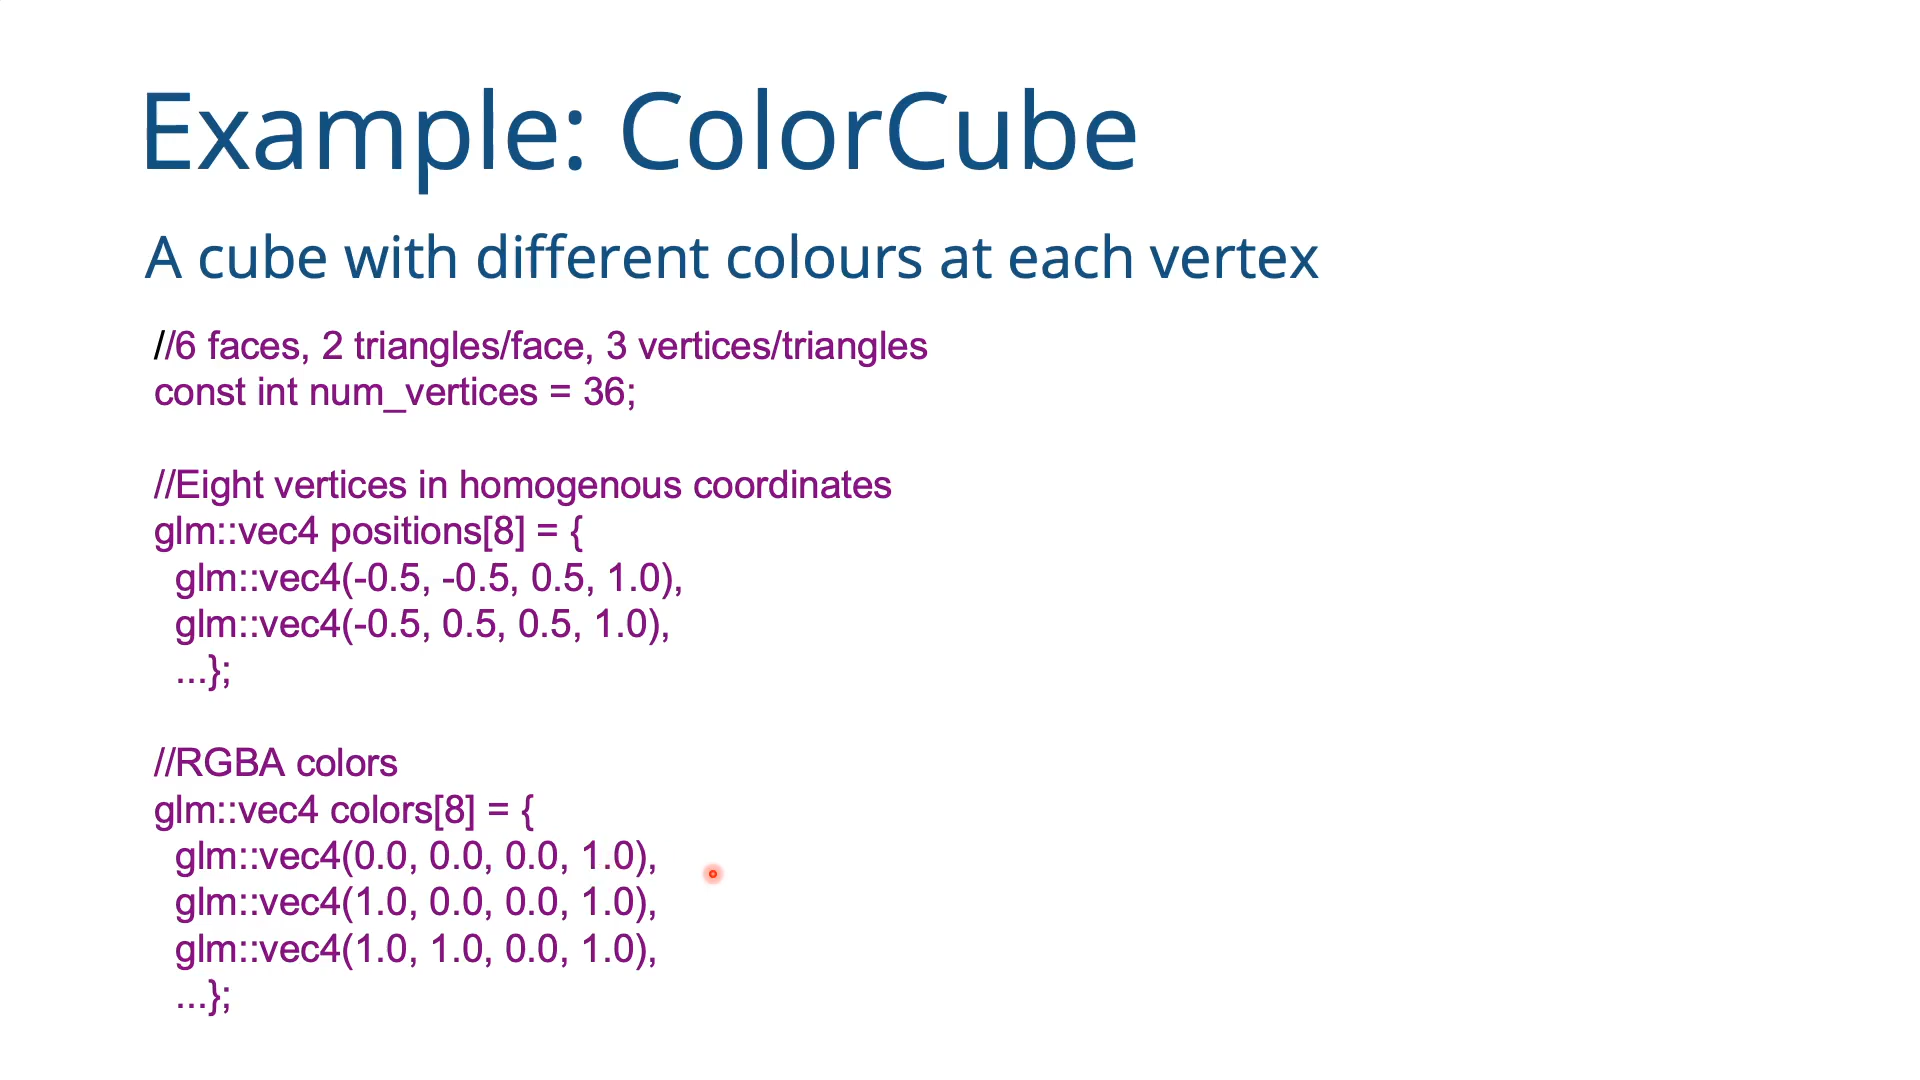 Example: ColorCube
A cube with different colours at each vertex
//6 faces, 2 triangles/face, 3 vertices/triangles
const int num_vertices = 36;
//Eight vertices in homogenous coordinates
glm::vec4 positions[8] = {
glm::vec4(-0.5, -0.5, 0.5, 1.0),
glm::vec4(-0.5, 0.5, 0.5, 1.0),
...};
//RGBA colors
glm::vec4 colors[8] = {
glm::vec4(0.0, 0.0, 0.0, 1.0),
glm::vec4(1.0, 0.0, 0.0, 1.0),
glm::vec4(1.0, 1.0, 0.0, 1.0),
...};